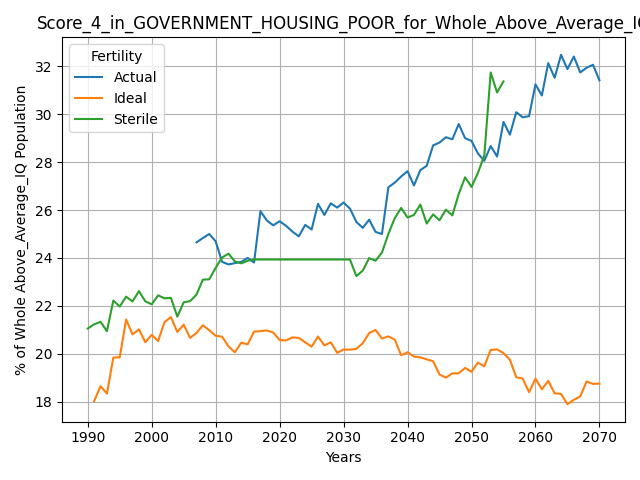 Score_4_in_GOVERNMENT_HOUSING_POOR_for_Whole_Above_Average_IQ
Fertility
Actual
Ideal
Sterile
% of Whole Above_Average_IQ Population
32
30
28
26
24
22
20
18
1990 2000 2010 2020 2030 2040 2050 2060 2070
Years